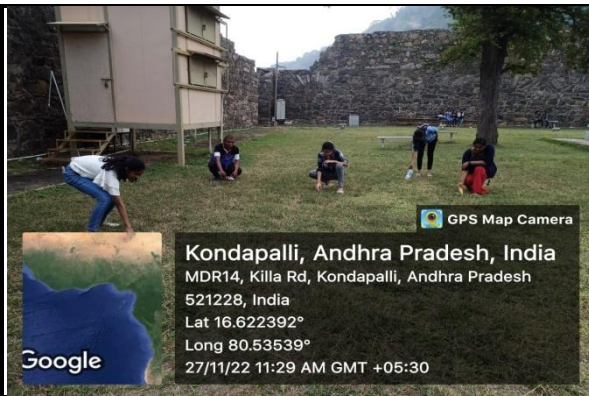 GPS Map Camera
Kondapalli, Andhra Pradesh, India
MDR14, Killa Rd, Kondapalli, Andhra Pradesh
521228, India
Lat 16.622392°
Long 80.53539°
27/11/22 11:29 AM GMT +05:30
Google